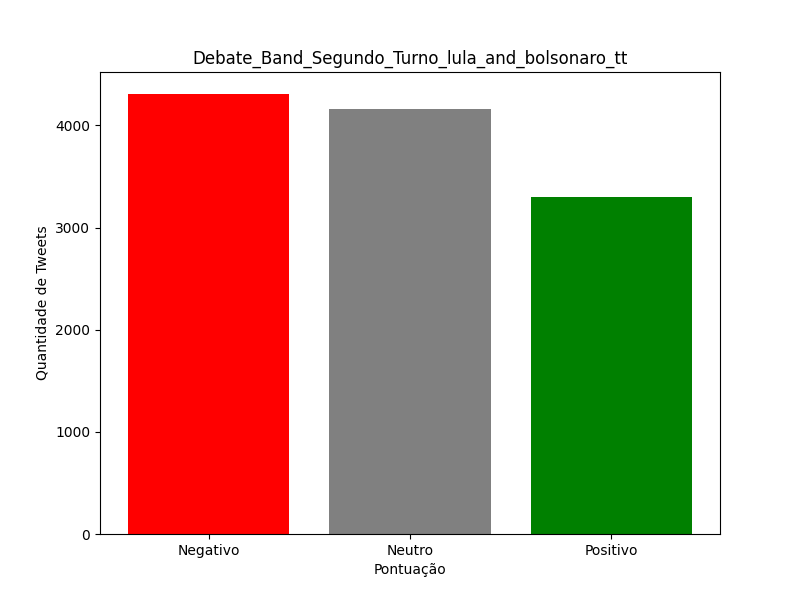 Debate_Band_Segundo_Turno_lula_and_bolsonaro_tt
Quantidade de Tweets
4000
3000
2000
1000
0
Negativo Neutro Positivo
Pontuação